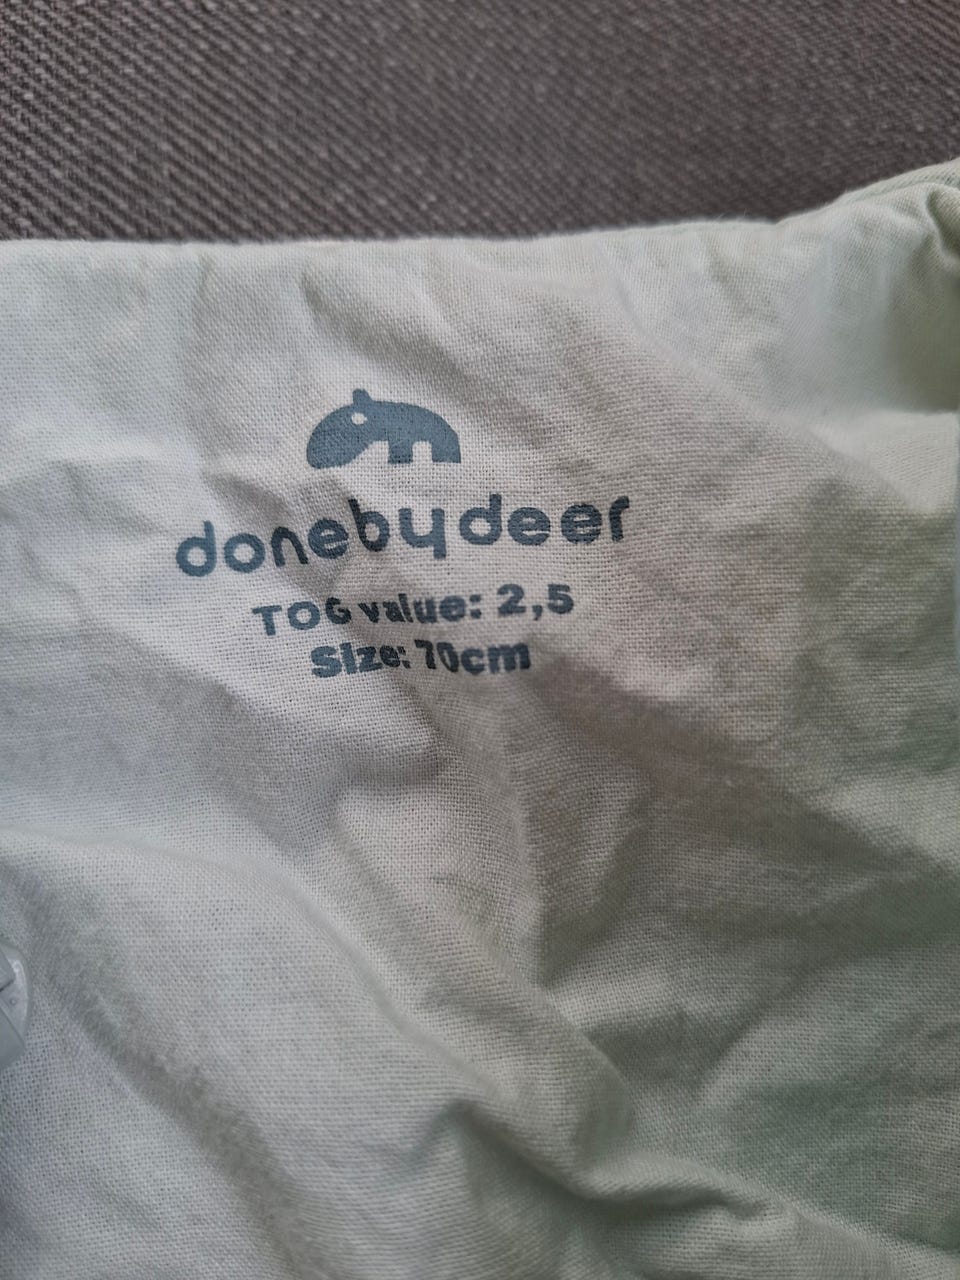 donebydeer
TOG value: 2,5
Size: 70cm